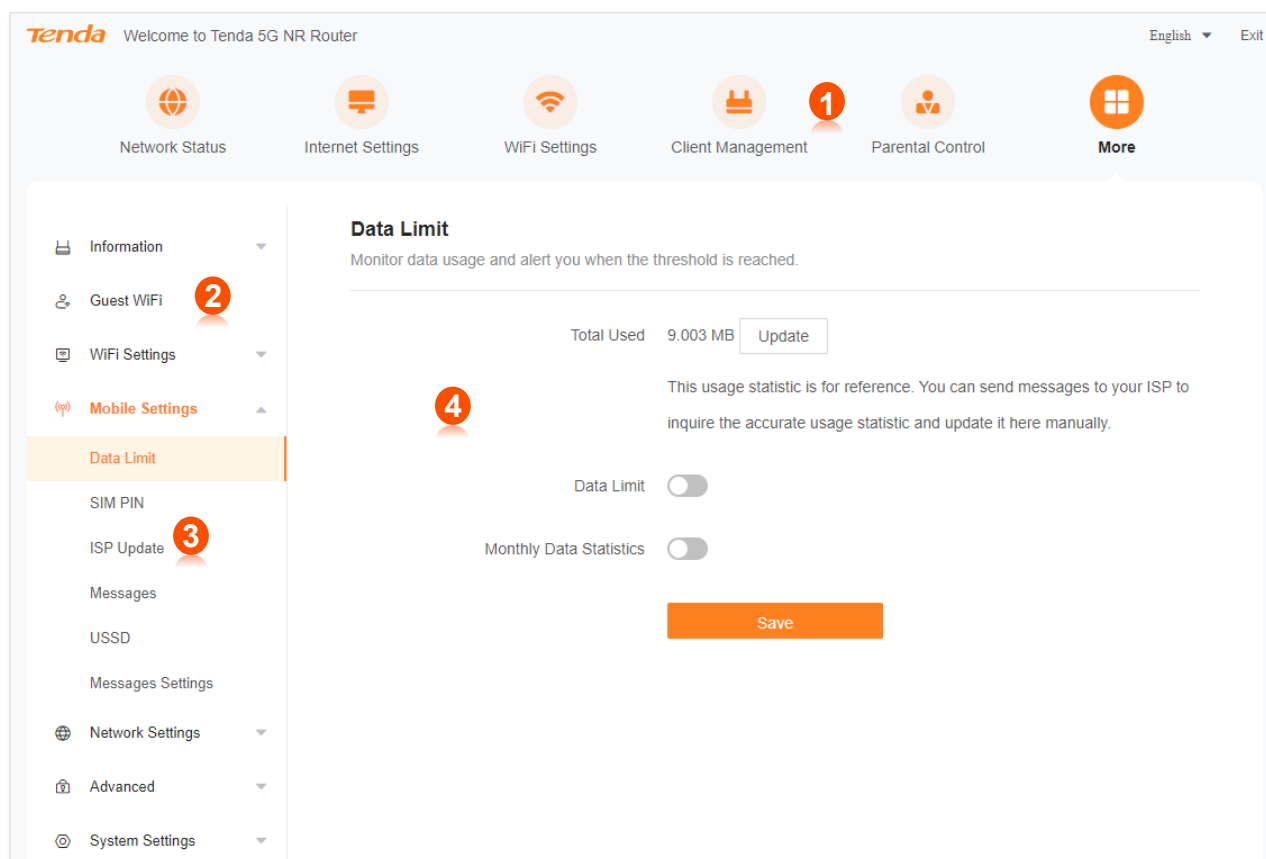 Tenda Welcome to Tenda 5G NR Router English Exit
1
Network Status Internet Settings WiFi Settings Client Management Parental Control More
Data Limit
Monitor data usage and alert you when the threshold is reached.
Information
Guest WiFi 2
WiFi Settings
Mobile Settings
Data Limit
SIM PIN
ISP Update 3
Messages
USSD
Messages Settings
Network Settings
Advanced
System Settings
Total Used 9.003 MB Update
This usage statistic is for reference. You can send messages to your ISP to
inquire the accurate usage statistic and update it here manually.
4
Data Limit
Monthly Data Statistics
Save